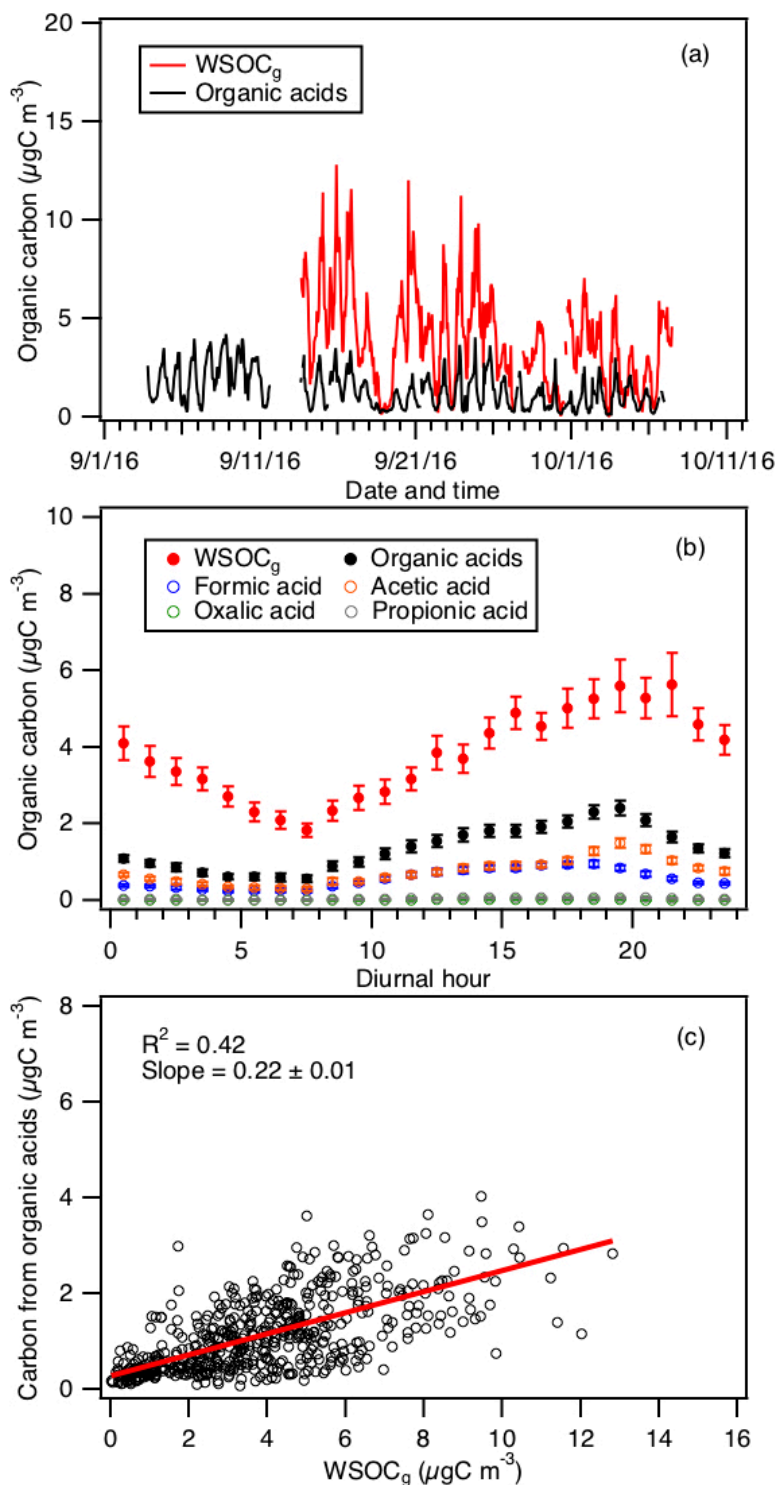 20
15
10
5
0
Organic carbon (µgC m-3)
(a)
WSOCg
Organic acids
9/1/16 9/11/16 9/21/16 10/1/16 10/11/16
Date and time
10
8
6
4
2
0
Organic carbon (µgC m-3)
(b)
WSOCg Organic acids
Formic acid Acetic acid
Oxalic acid Propionic acid
0 5 10 15 20
Diurnal hour
8
6
4
2
0
Carbon from organic acids (µgC m-3)
(c)
R2 = 0.42
Slope = 0.22 ± 0.01
0 2 4 6 8 10 12 14 16
WSOCg (µgC m-3)